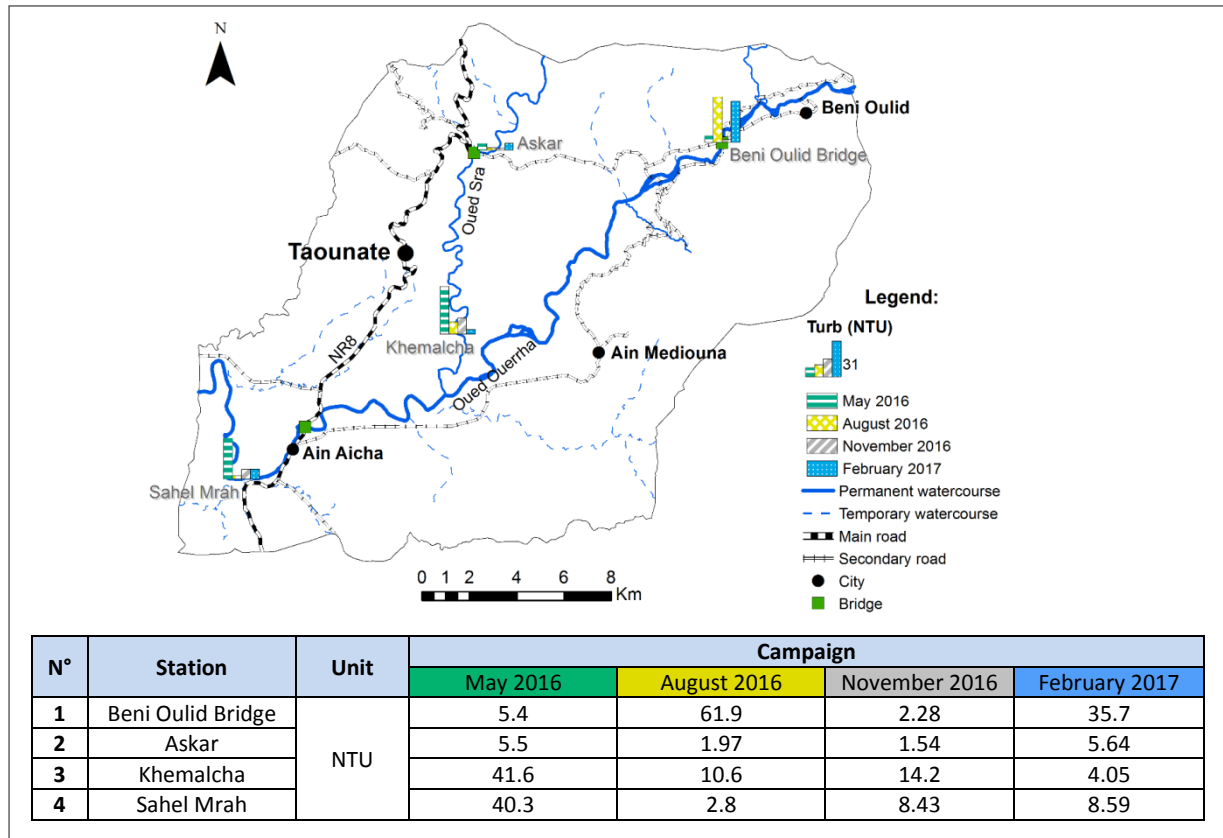 N
Beni Oulid
Askar
Beni Oulid Bridge
Oued Sra
Taounate
Legend:
Turb (NTU)
31
Khemalcha
NR8
Oued Ouerrha
Ain Mediouna
May 2016
August 2016
November 2016
February 2017
Ain Aicha
Sahel Mrah
Permanent watercourse
Temporary watercourse
Main road
Secondary road
City
Bridge
0 1 2 4 6 8
Km
N° Station Unit Campaign
May 2016 August 2016 November 2016 February 2017
1 Beni Oulid Bridge NTU 5.4 61.9 2.28 35.7
2 Askar 5.5 1.97 1.54 5.64
3 Khemalcha 41.6 10.6 14.2 4.05
4 Sahel Mrah 40.3 2.8 8.43 8.59